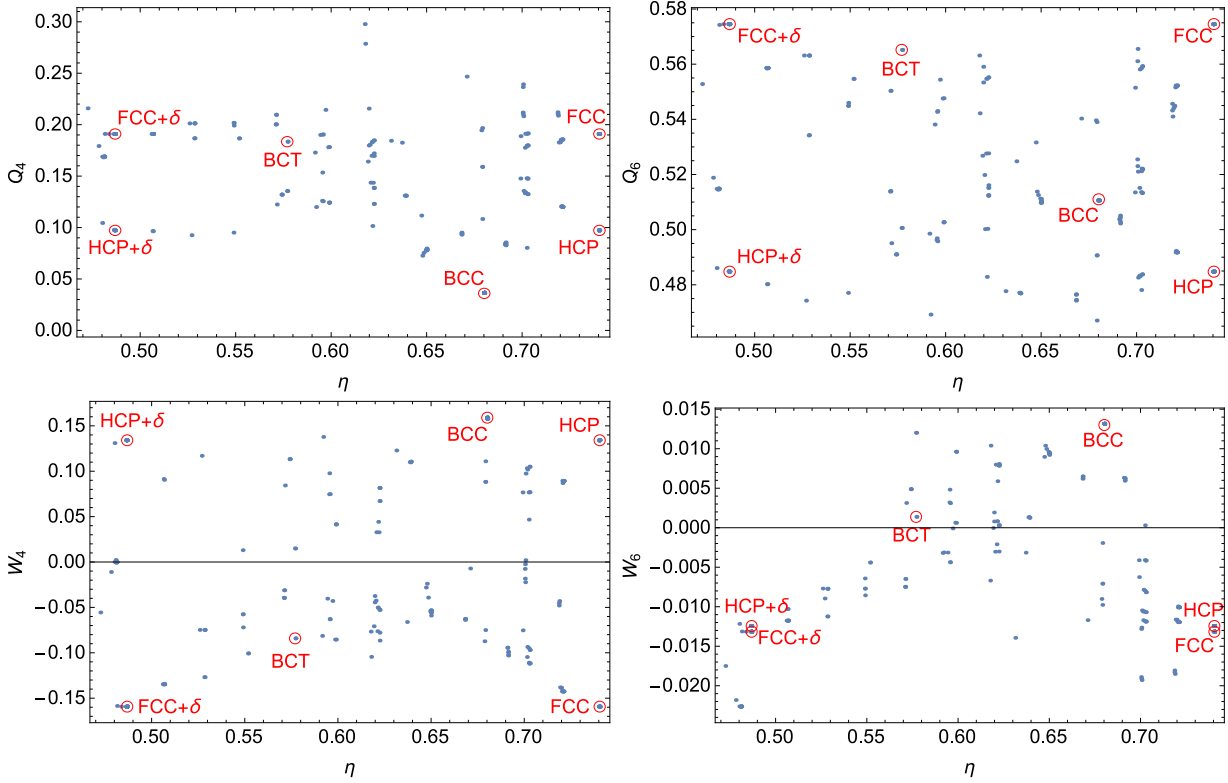 0.30
0.25
0.20
0.15
0.10
0.05
0.00
Q4
FCC+δ
HCP+δ
BCT
BCC
FCC
HCP
0.50 0.55 0.60 0.65 0.70
η
0.58
0.56
0.54
0.52
0.50
0.48
Q6
FCC+δ
HCP+δ
BCT
BCC
FCC
HCP
0.50 0.55 0.60 0.65 0.70
η
0.15
0.10
0.05
0.00
−0.05
−0.10
−0.15
W4
HCP+δ
FCC+δ
BCT
BCC
HCP
FCC
0.50 0.55 0.60 0.65 0.70
η
0.015
0.010
0.005
0.000
−0.005
−0.010
−0.015
−0.020
W6
BCC
BCT
HCP+δ
FCC+δ
HCP
FCC
0.50 0.55 0.60 0.65 0.70
η